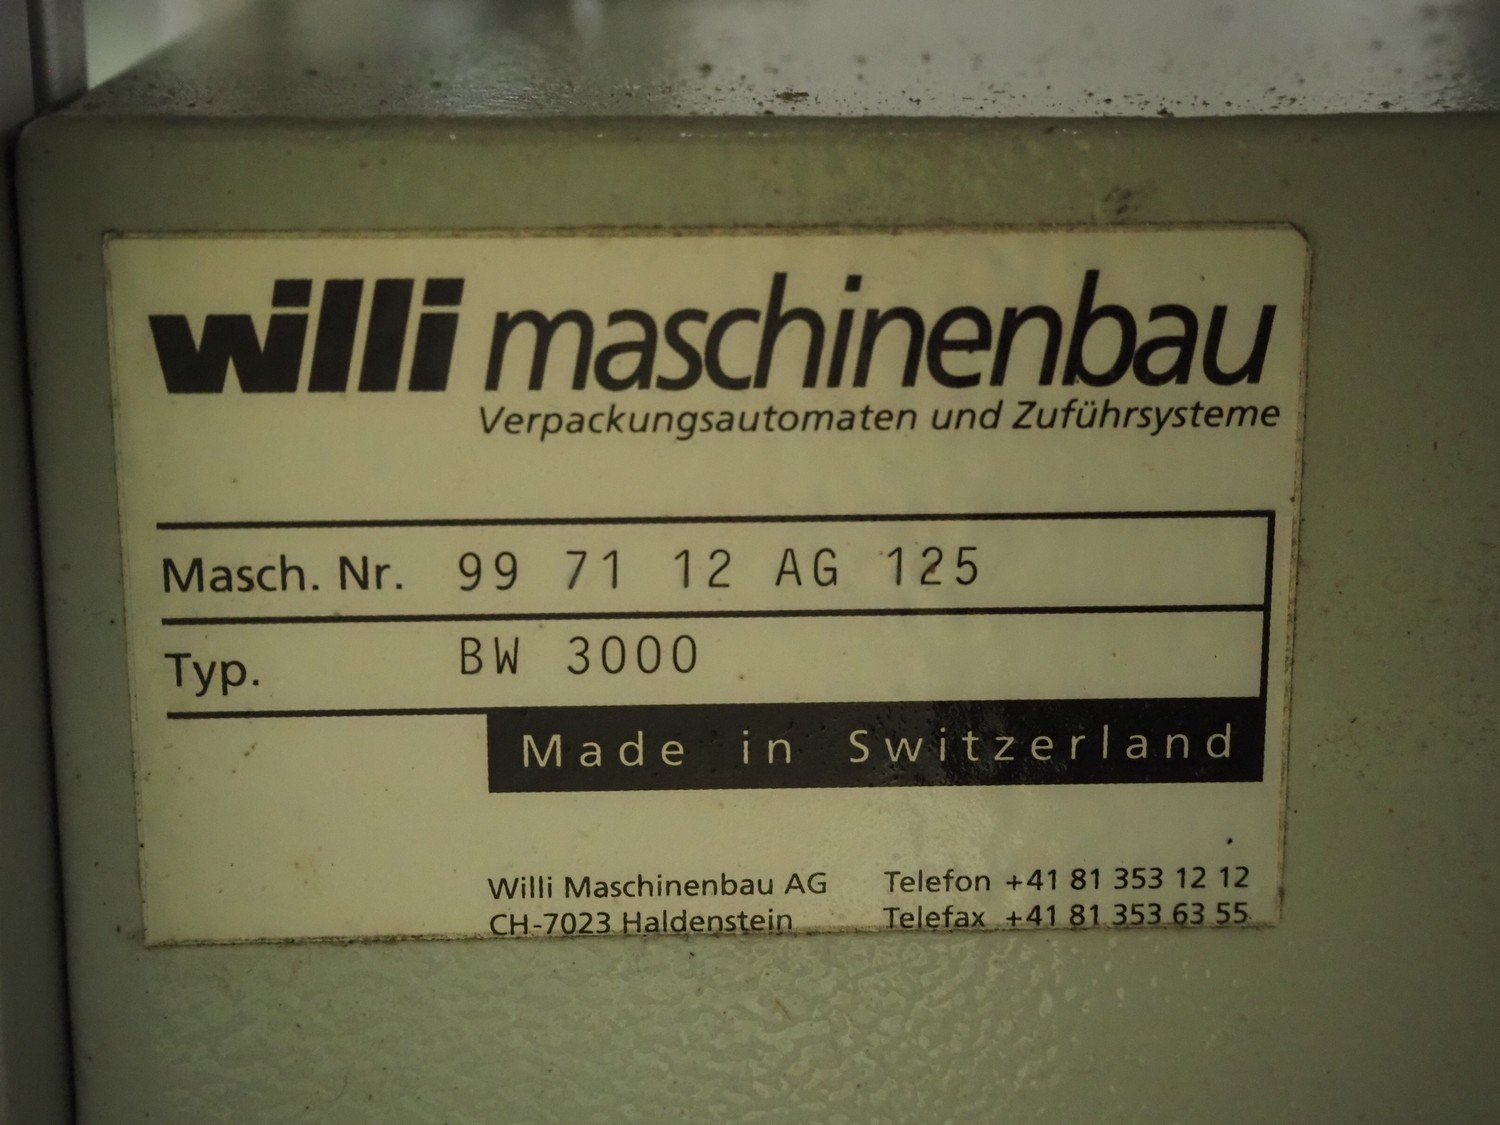 willi maschinenbau
Verpackungsautomaten und Zuführsysteme
Masch. Nr. 99 71 12 AG 125
Typ. BW 3000
Made in Switzerland
Willi Maschinenbau AG Telefon +41 81 353 12 12
CH-7023 Haldenstein Telefax +41 81 353 63 55